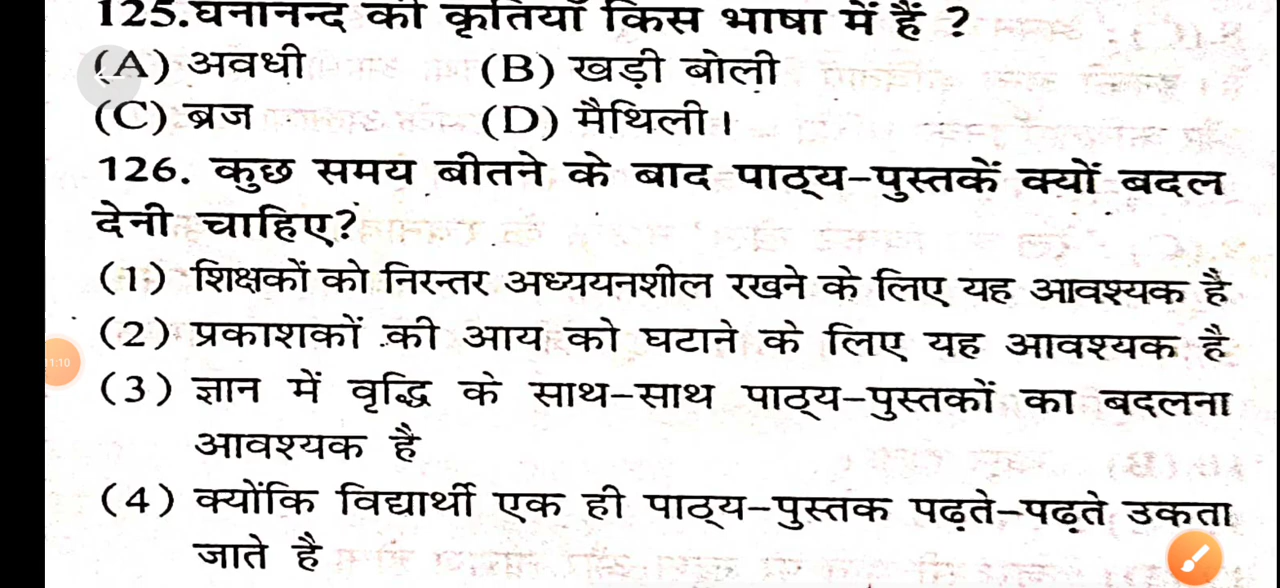 125.घनानन्द की कृतियाँ किस भाषा में हैं ?
(A) अवधी (B) खड़ी बोली
(C) ब्रज (D) मैथिली।
126. कुछ समय बीतने के बाद पाठ्य-पुस्तकें क्यों बदल
देनी चाहिए?
(1) शिक्षकों को निरन्तर अध्ययनशील रखने के लिए यह आवश्यक है
(2) प्रकाशकों की आय को घटाने के लिए यह आवश्यक है
11:10
(3) ज्ञान में वृद्धि के साथ-साथ पाठ्य-पुस्तकों का बदलना
आवश्यक है
(4) क्योंकि विद्यार्थी एक ही पाठ्य-पुस्तक पढ़ते-पढ़ते उकता
जाते है